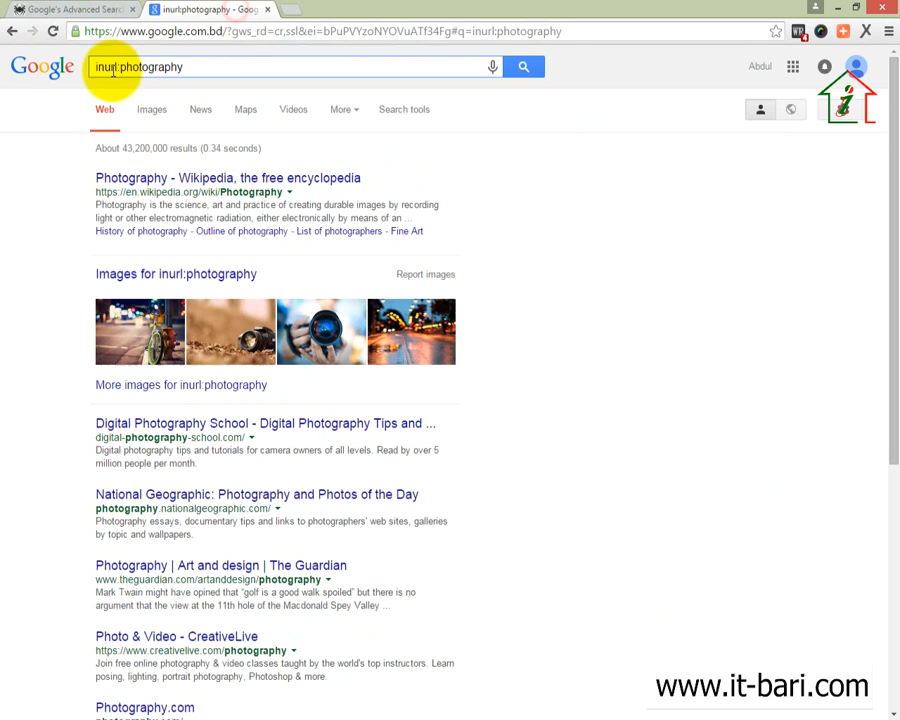 Google's Advanced Searc
inurl:photography - Goog
https://www.google.com.bd/?gws_rd=cr,ssl&ei=bPuPVYzoNYOVuATf34Fg#q=inurl:photography
Google
inurl:photography
Abdul
Web Images News Maps Videos More Search tools
About 43,200,000 results (0.34 seconds)
Photography - Wikipedia, the free encyclopedia
https://en.wikipedia.org/wiki/Photography
Photography is the science, art and practice of creating durable images by recording
light or other electromagnetic radiation, either electronically by means of an ...
History of photography - Outline of photography - List of photographers - Fine Art
Images for inurl:photography
Report images
More images for inurl:photography
Digital Photography School - Digital Photography Tips and ...
digital-photography-school.com/
Digital photography tips and tutorials for camera owners of all levels. Read by over 5
million people per month.
National Geographic: Photography and Photos of the Day
photography.nationalgeographic.com/
Photography essays, documentary tips and links to photographers' web sites, galleries
by topic and wallpapers.
Photography | Art and design | The Guardian
www.theguardian.com/artanddesign/photography
Mark Twain might have opined that “golf is a good walk spoiled” but there is no
argument that the view at the 11th hole of the Macdonald Spey Valley ...
Photo & Video - CreativeLive
https://www.creativelive.com/photography
Join free online photography & video classes taught by the world's top instructors. Learn
posing, lighting, portrait photography, Photoshop & more.
Photography.com
www.it-bari.com